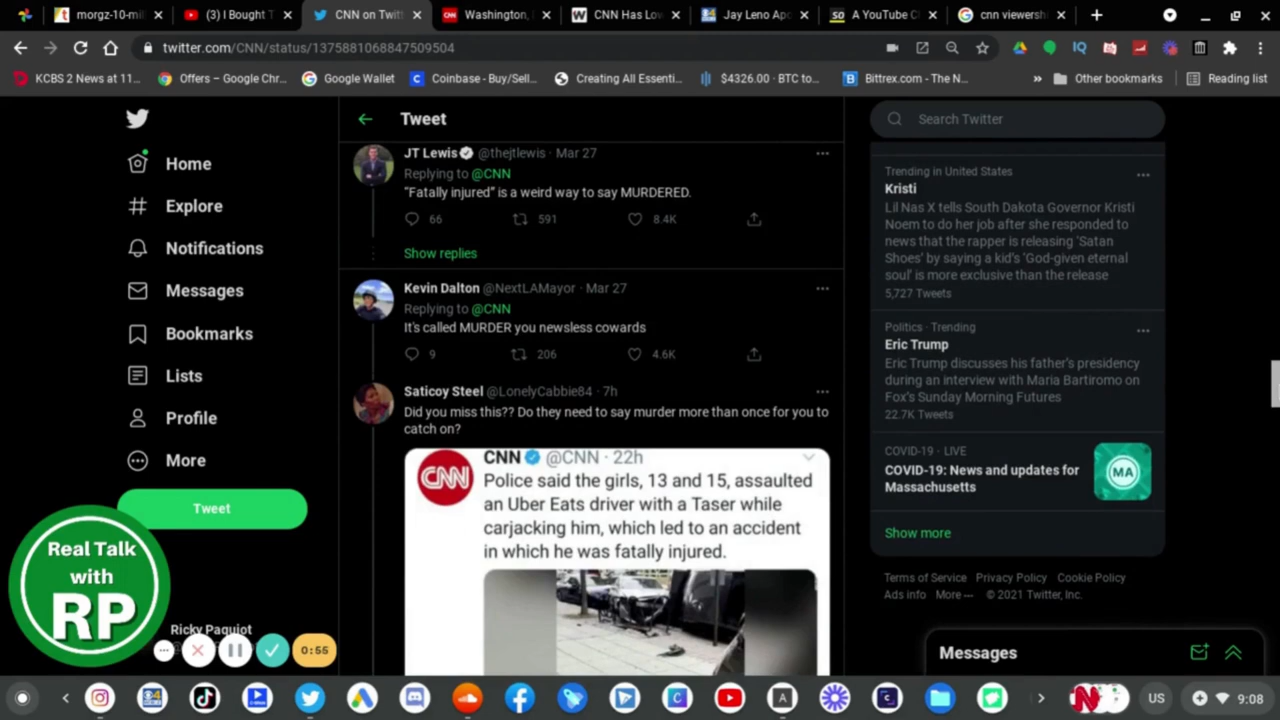 morgz-10-mil
(3) I Bought T
CNN on Twit
Washington,
CNN Has Low
Jay Leno Apo
A YouTube C
cnn viewersh
twitter.com/CNN/status/1375881068847509504
KCBS 2 News at 11...
Offers – Google Chr...
Google Wallet
Coinbase - Buy/Sell...
Creating All Essenti...
$4326.00 · BTC to...
Bittrex.com - The N...
Other bookmarks
Reading list
Home
Explore
Notifications
Messages
Bookmarks
Lists
Profile
More
Tweet
Real Talk
with
RP
Ricky Paquiot
0:55
Tweet
JT Lewis @thejtlewis · Mar 27
Replying to @CNN
“Fatally injured” is a weird way to say MURDERED.
66 591 8.4K
Show replies
Kevin Dalton @NextLAMayor · Mar 27
Replying to @CNN
It's called MURDER you newsless cowards
9 206 4.6K
Saticoy Steel @LonelyCabbie84 · 7h
Did you miss this?? Do they need to say murder more than once for you to
catch on?
CNN
CNN @CNN · 22h
Police said the girls, 13 and 15, assaulted
an Uber Eats driver with a Taser while
carjacking him, which led to an accident
in which he was fatally injured.
Search Twitter
Trending in United States
Kristi
Lil Nas X tells South Dakota Governor Kristi
Noem to do her job after she responded to
news that the rapper is releasing ‘Satan
Shoes’ by saying a kid's ‘God-given eternal
soul’ is more exclusive than the release
5,727 Tweets
Politics · Trending
Eric Trump
Eric Trump discusses his father's presidency
during an interview with Maria Bartiromo on
Fox's Sunday Morning Futures
22.7K Tweets
COVID-19 · LIVE
COVID-19: News and updates for
Massachusetts
MA
Show more
Terms of Service Privacy Policy Cookie Policy
Ads info More ··· © 2021 Twitter, Inc.
Messages
US
9:08